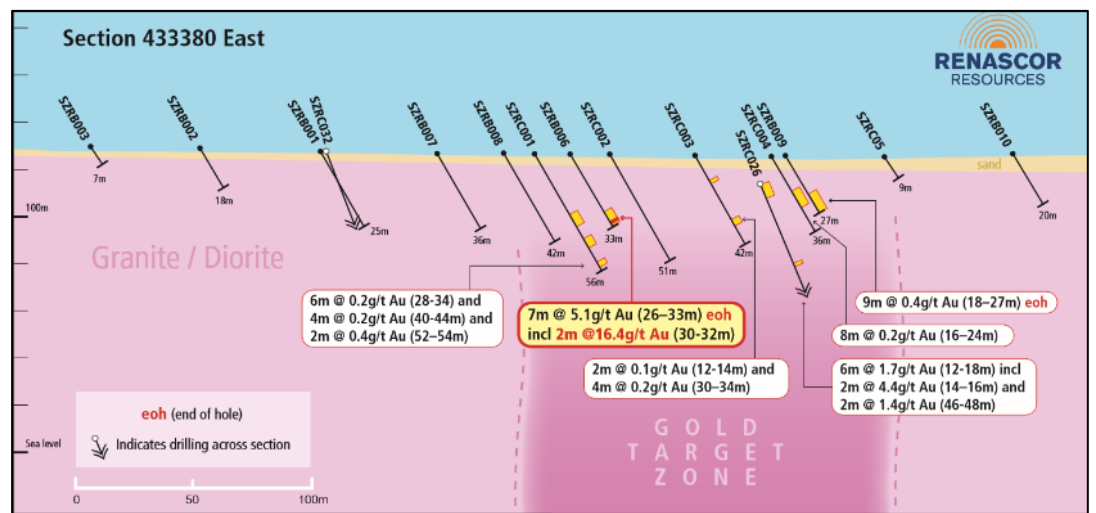 Section 433380 East
RENASCOR
RESOURCES
SZRB003
SZRB002
SZRB001
SZRC032
SZRB007
SZRB008
SZRC001
SZRB006
SZRC002
SZRC003
SZRC026
SZRC004
SZRB009
SZRC05
SZRB010
sand
7m
18m
25m
36m
42m
56m
33m
51m
42m
36m
27m
9m
20m
100m
Granite / Diorite
6m @ 0.2g/t Au (28-34) and
4m @ 0.2g/t Au (40-44m) and
2m @ 0.4g/t Au (52–54m)
7m @ 5.1g/t Au (26–33m) eoh
incl 2m @16.4g/t Au (30-32m)
2m @ 0.1g/t Au (12-14m) and
4m @ 0.2g/t Au (30–34m)
9m @ 0.4g/t Au (18–27m) eoh
8m @ 0.2g/t Au (16–24m)
6m @ 1.7g/t Au (12-18m) incl
2m @ 4.4g/t Au (14–16m) and
2m @ 1.4g/t Au (46-48m)
GOLD
TARGET
ZONE
Sea level
eoh (end of hole)
Indicates drilling across section
0 50 100m